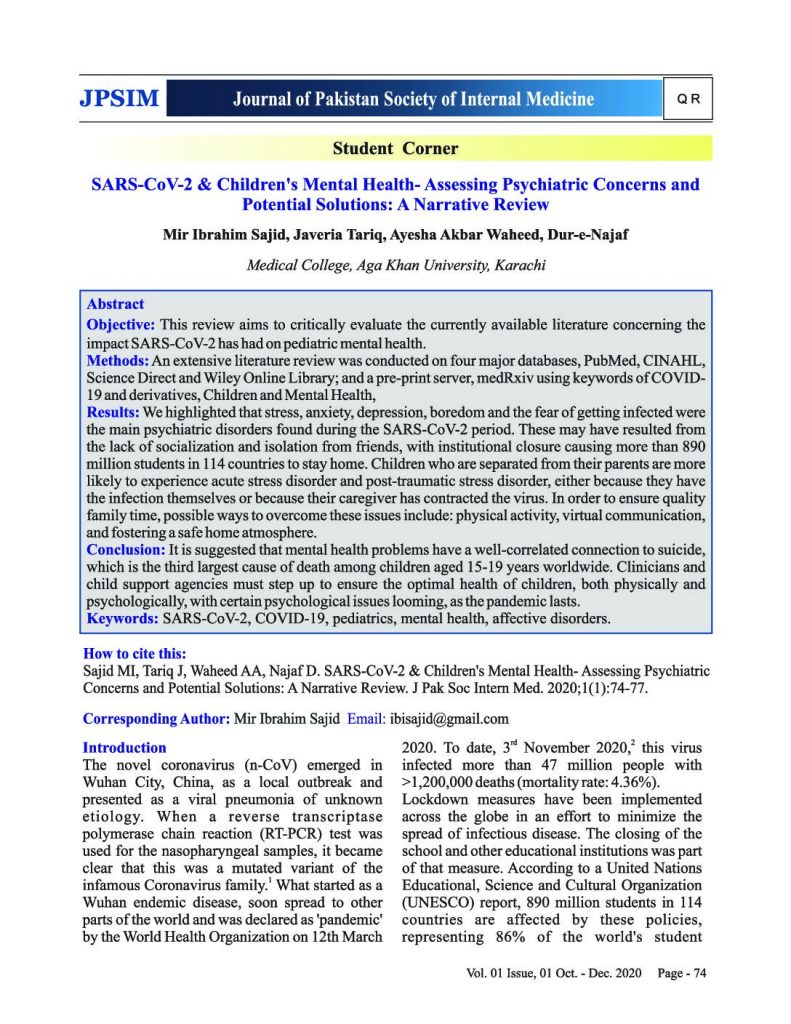 JPSIM
Journal of Pakistan Society of Internal Medicine
QR
Student Corner
SARS-CoV-2 & Children's Mental Health- Assessing Psychiatric Concerns and
Potential Solutions: A Narrative Review
Mir Ibrahim Sajid, Javeria Tariq, Ayesha Akbar Waheed, Dur-e-Najaf
Medical College, Aga Khan University, Karachi
Abstract
Objective: This review aims to critically evaluate the currently available literature concerning the
impact SARS-CoV-2 has had on pediatric mental health.
Methods: An extensive literature review was conducted on four major databases, PubMed, CINAHL,
Science Direct and Wiley Online Library; and a pre-print server, medRxiv using keywords of COVID-
19 and derivatives, Children and Mental Health,
Results: We highlighted that stress, anxiety, depression, boredom and the fear of getting infected were
the main psychiatric disorders found during the SARS-CoV-2 period. These may have resulted from
the lack of socialization and isolation from friends, with institutional closure causing more than 890
million students in 114 countries to stay home. Children who are separated from their parents are more
likely to experience acute stress disorder and post-traumatic stress disorder, either because they have
the infection themselves or because their caregiver has contracted the virus. In order to ensure quality
family time, possible ways to overcome these issues include: physical activity, virtual communication,
and fostering a safe home atmosphere.
Conclusion: It is suggested that mental health problems have a well-correlated connection to suicide,
which is the third largest cause of death among children aged 15-19 years worldwide. Clinicians and
child support agencies must step up to ensure the optimal health of children, both physically and
psychologically, with certain psychological issues looming, as the pandemic lasts.
Keywords: SARS-CoV-2, COVID-19, pediatrics, mental health, affective disorders.
How to cite this:
Sajid MI, Tariq J, Waheed AA, Najaf D. SARS-CoV-2 & Children's Mental Health- Assessing Psychiatric
Concerns and Potential Solutions: A Narrative Review. J Pak Soc Intern Med. 2020;1(1):74-77.
Corresponding Author: Mir Ibrahim Sajid Email: ibisajid@gmail.com
Introduction
The novel coronavirus (n-CoV) emerged in
Wuhan City, China, as a local outbreak and
presented as a viral pneumonia of unknown
etiology. When a reverse transcriptase
polymerase chain reaction (RT-PCR) test was
used for the nasopharyngeal samples, it became
clear that this was a mutated variant of the
infamous Coronavirus family.1 What started as a
Wuhan endemic disease, soon spread to other
parts of the world and was declared as 'pandemic'
by the World Health Organization on 12th March
2020. To date, 3rd November 2020,2 this virus
infected more than 47 million people with
>1,200,000 deaths (mortality rate: 4.36%).
Lockdown measures have been implemented
across the globe in an effort to minimize the
spread of infectious disease. The closing of the
school and other educational institutions was part
of that measure. According to a United Nations
Educational, Science and Cultural Organization
(UNESCO) report, 890 million students in 114
countries are affected by these policies,
representing 86% of the world's student
Vol. 01 Issue, 01 Oct. - Dec. 2020 Page - 74